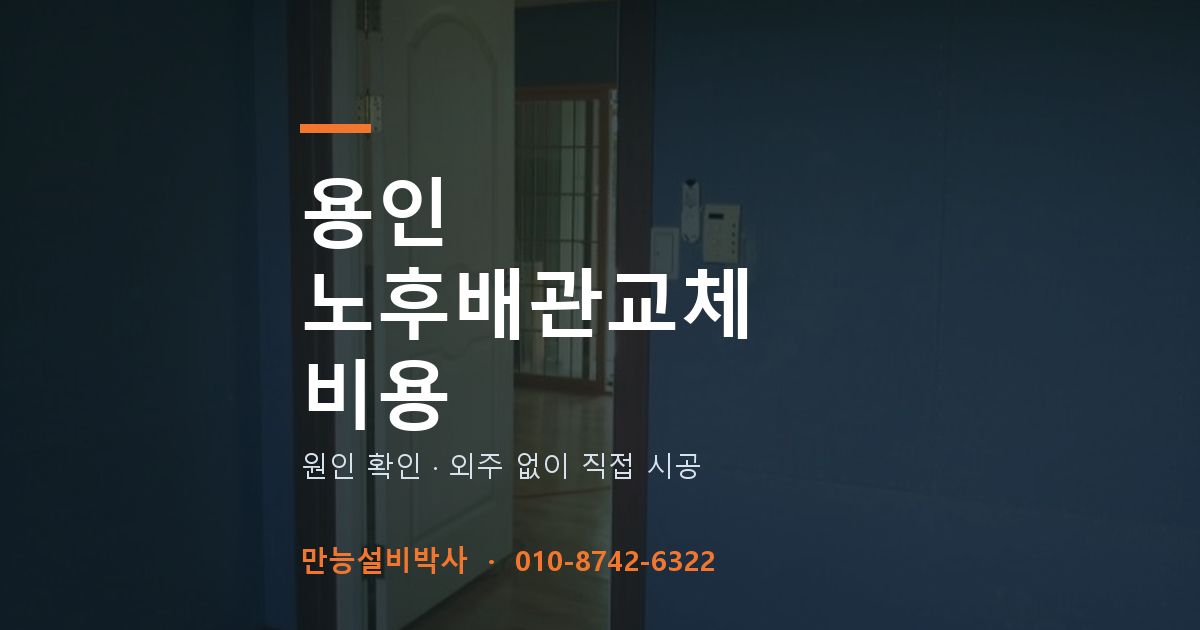 용인
노후배관교체
비용
원인 확인 · 외주 없이 직접 시공
만능설비박사 · 010-8742-6322